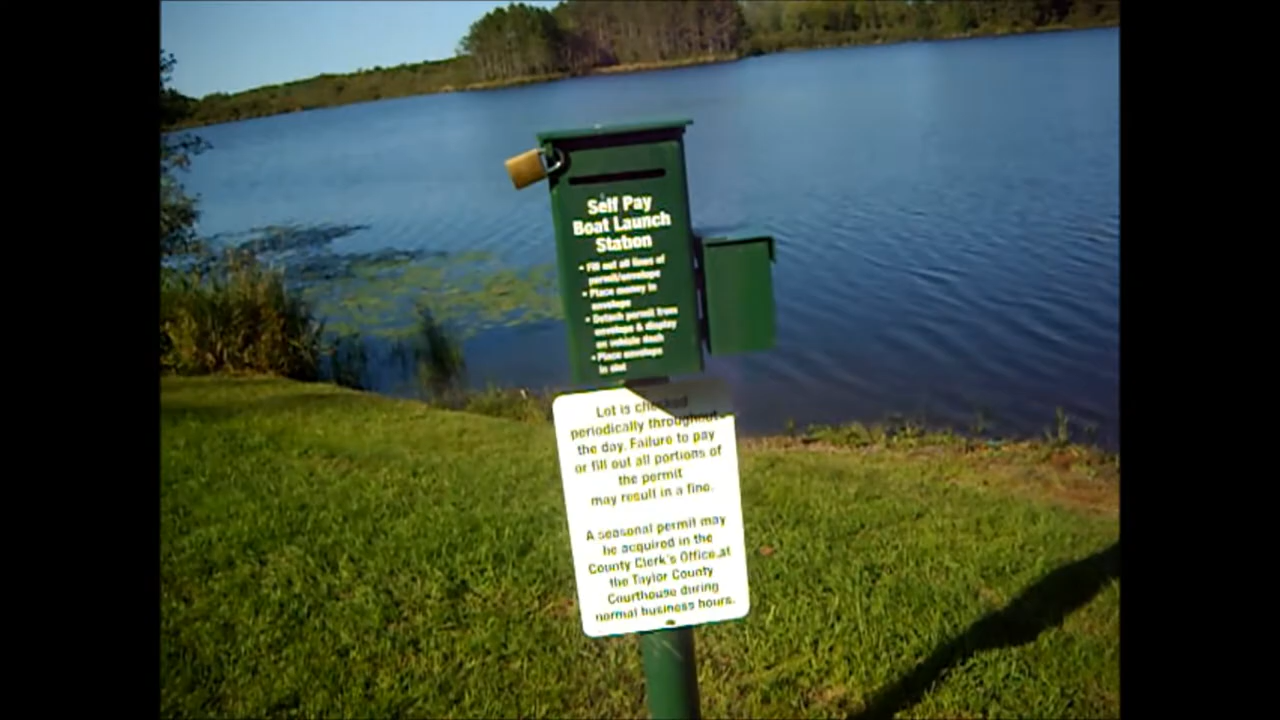 Self Pay
Boat Launch
Station
• Fill out all lines of
permit/envelope
• Place money in
envelope
• Detach permit from
envelope & display
on vehicle dash
• Place envelope
in slot
Lot is checked
periodically throughout
the day. Failure to pay
or fill out all portions of
the permit
may result in a fine.
A seasonal permit may
be acquired in the
County Clerk's Office at
the Taylor County
Courthouse during
normal business hours.